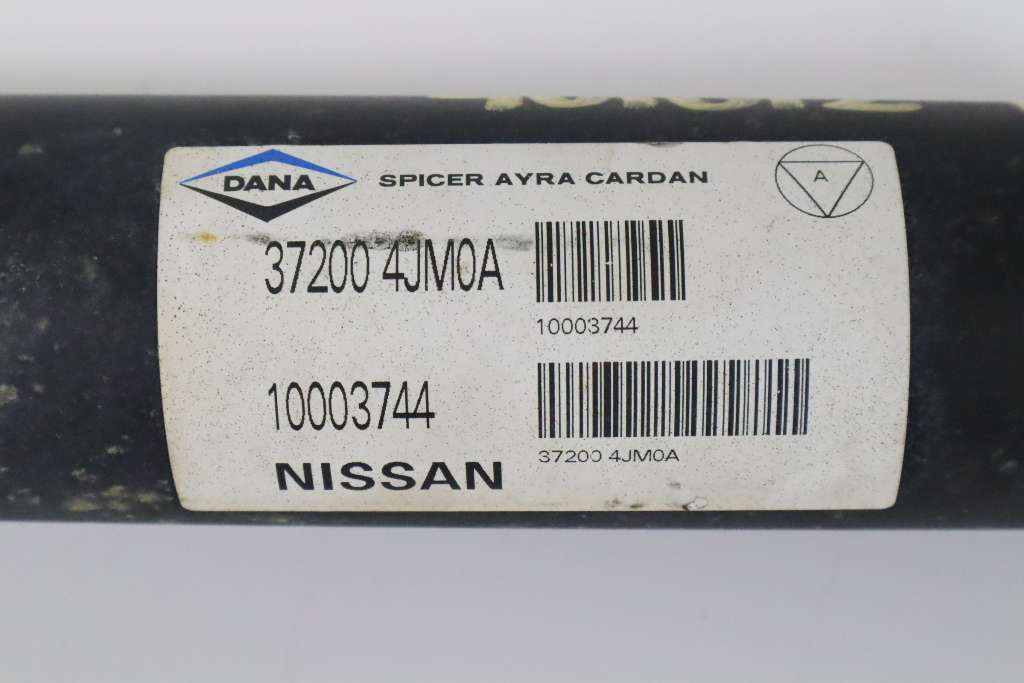 DANA SPICER AYRA CARDAN
A
37200 4JM0A
10003744
10003744
37200 4JM0A
NISSAN